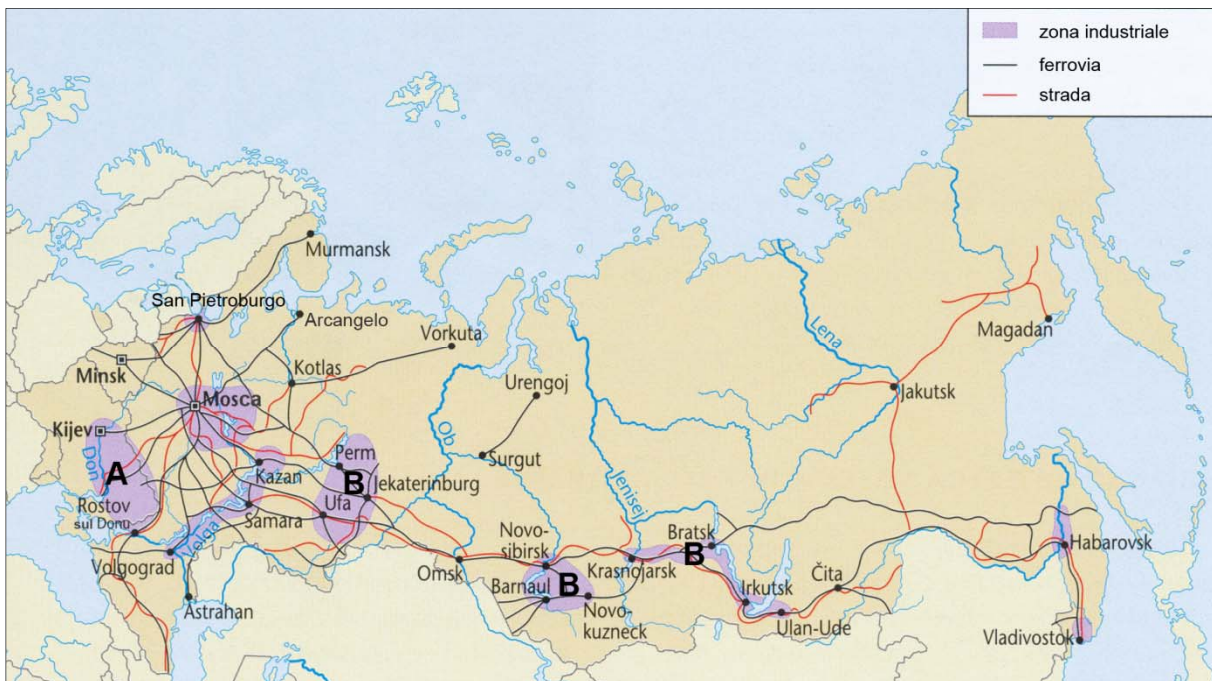 zona industriale
ferrovia
strada
Murmansk
San Pietroburgo
Arcangelo
Vorkuta
Kotlas
Minsk
Mosca
Kijev
Don
A
Rostov
sul Donu
Volgograd
Volga
Astrahan
Kazan
Samara
Perm
B
Jekaterinburg
Ufa
Ob
Urengoj
Surgut
Jenisej
Lena
Jakutsk
Magadan
Omsk
Novo-
sibirsk
Barnaul
B
Novo-
kuzneck
Krasnojarsk
Bratsk
B
Irkutsk
Ulan-Ude
Čita
Habarovsk
Vladivostok